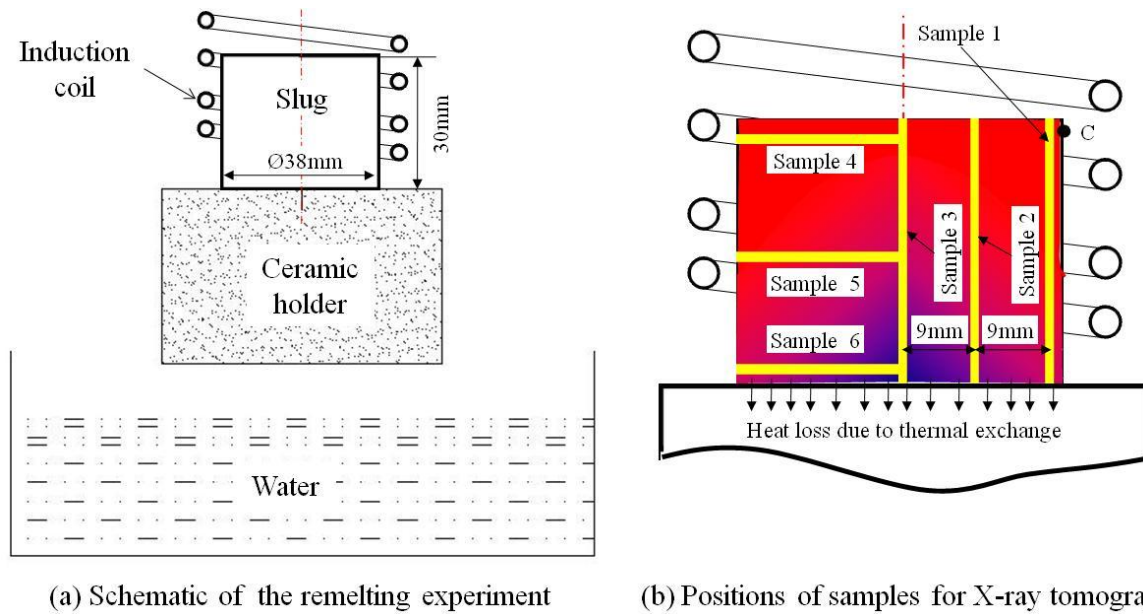 Induction
coil
Slug
Ø38mm
30mm
Ceramic
holder
Water
(a) Schematic of the remelting experiment
Sample 1
C
Sample 4
Sample 3
Sample 2
Sample 5
9mm
9mm
Sample 6
Heat loss due to thermal exchange
(b) Positions of samples for X-ray tomogra